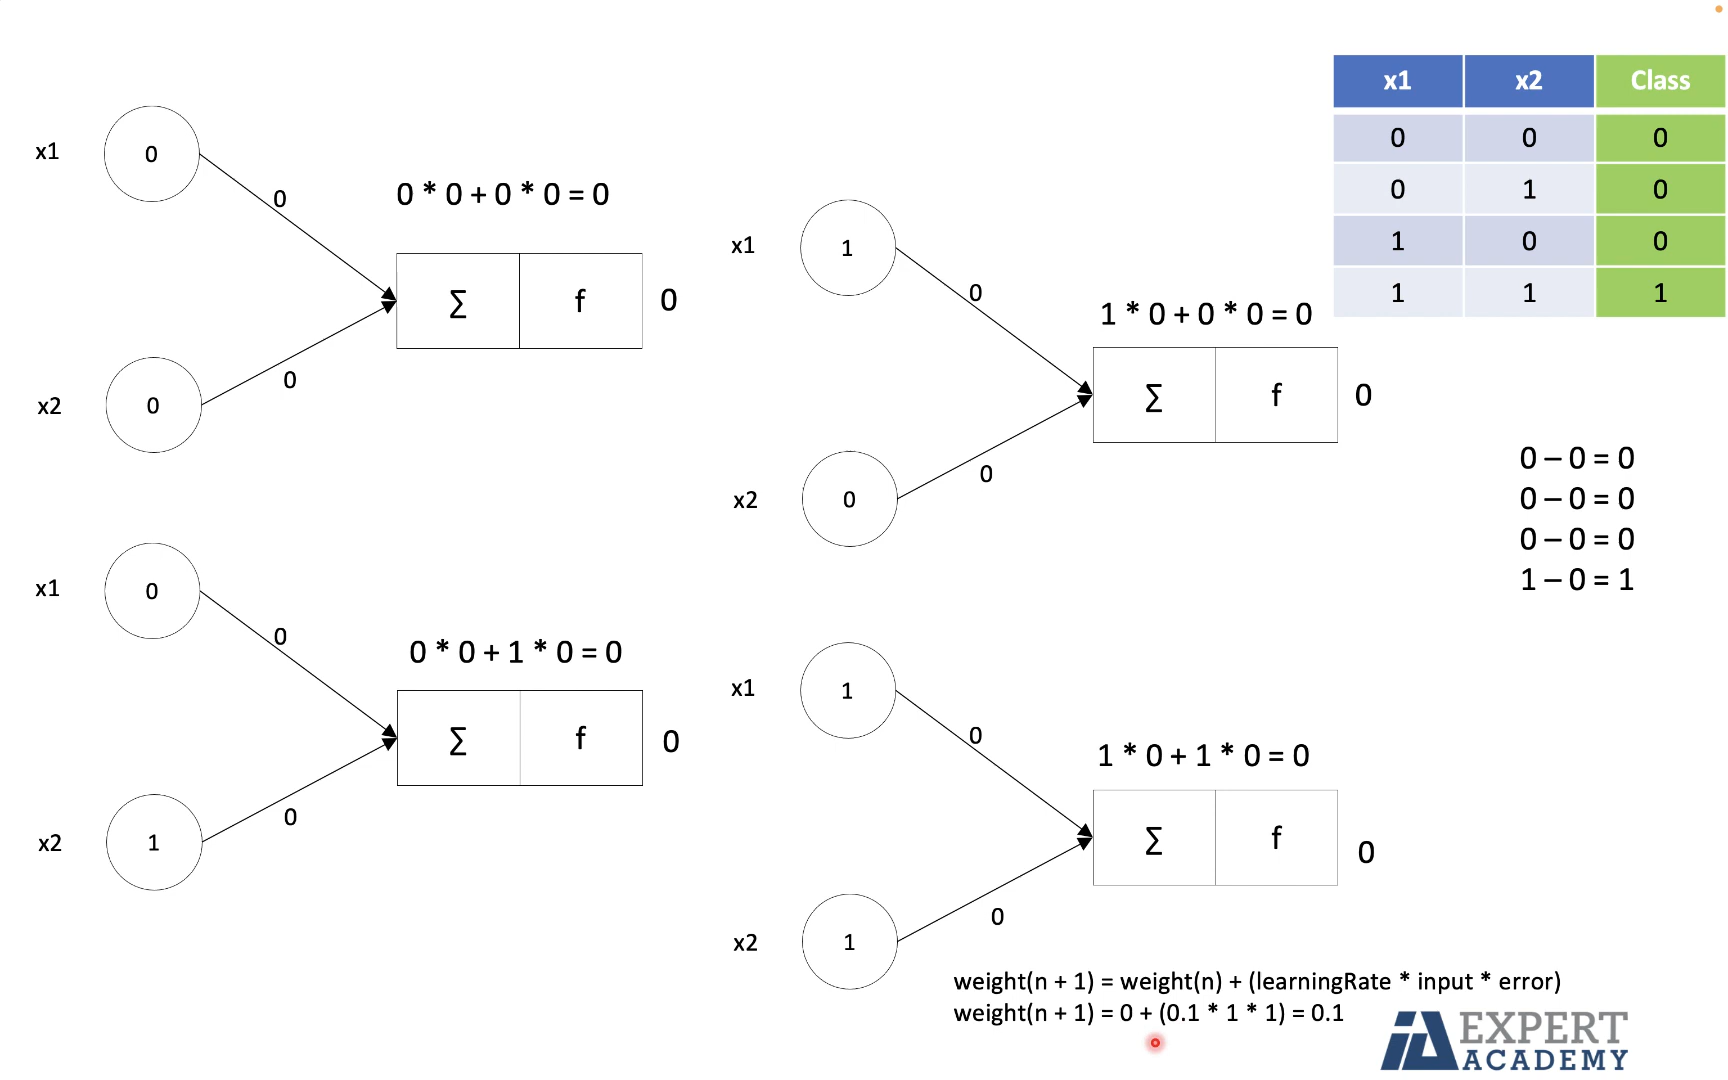 x1
0
0
0 * 0 + 0 * 0 = 0
∑ f 0
x2
0
0
x1
0
0
0 * 0 + 1 * 0 = 0
∑ f 0
x2
1
0
x1
1
0
1 * 0 + 0 * 0 = 0
∑ f 0
x2
0
0
x1
1
0
1 * 0 + 1 * 0 = 0
∑ f 0
x2
1
0
x1 x2 Class
0 0 0
0 1 0
1 0 0
1 1 1
0 – 0 = 0
0 – 0 = 0
0 – 0 = 0
1 – 0 = 1
weight(n + 1) = weight(n) + (learningRate * input * error)
weight(n + 1) = 0 + (0.1 * 1 * 1) = 0.1
IA EXPERT
ACADEMY